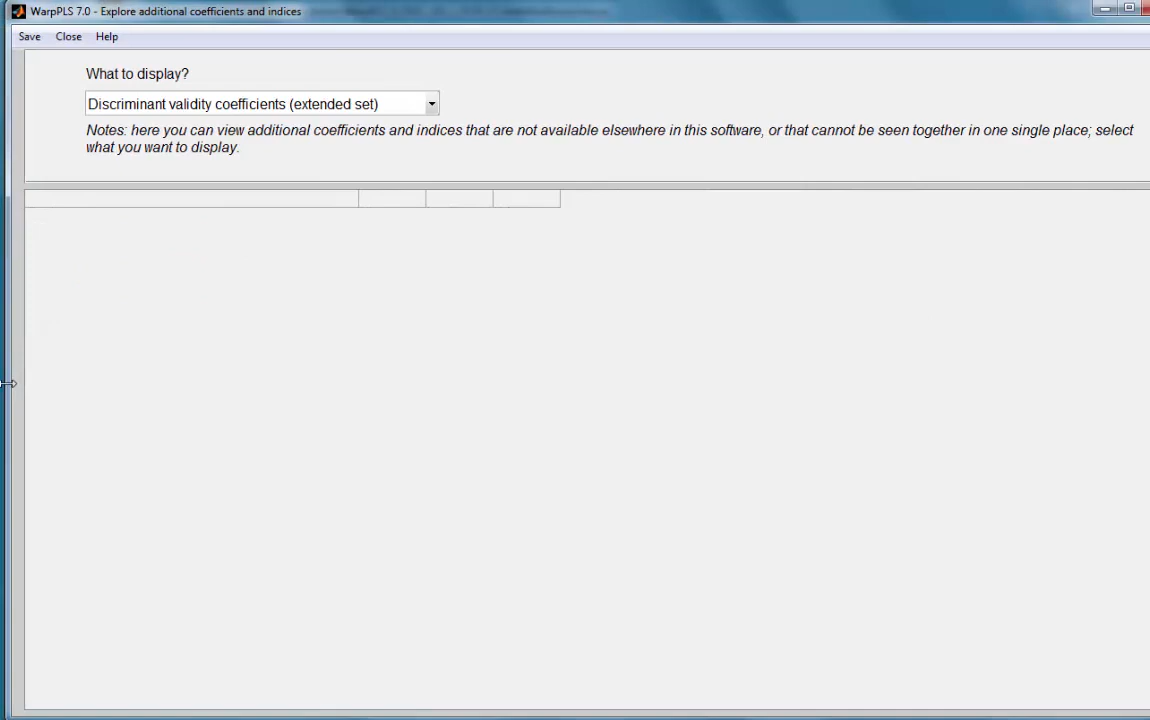 WarpPLS 7.0 - Explore additional coefficients and indices
Save Close Help
What to display?
Discriminant validity coefficients (extended set)
Notes: here you can view additional coefficients and indices that are not available elsewhere in this software, or that cannot be seen together in one single place; select
what you want to display.